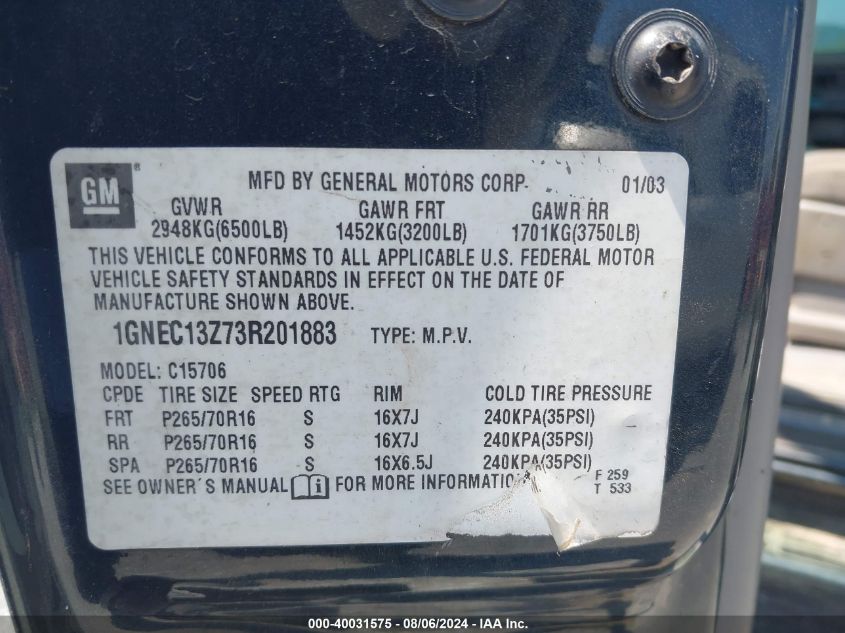 GM ® MFD BY GENERAL MOTORS CORP. 01/03
GVWR GAWR FRT GAWR RR
2948KG(6500LB) 1452KG(3200LB) 1701KG(3750LB)
THIS VEHICLE CONFORMS TO ALL APPLICABLE U.S. FEDERAL MOTOR
VEHICLE SAFETY STANDARDS IN EFFECT ON THE DATE OF
MANUFACTURE SHOWN ABOVE.
1GNEC13Z73R201883 TYPE: M.P.V.
MODEL: C15706
CPDE TIRE SIZE SPEED RTG RIM COLD TIRE PRESSURE
FRT P265/70R16 S 16X7J 240KPA(35PSI)
RR P265/70R16 S 16X7J 240KPA(35PSI)
SPA P265/70R16 S 16X6.5J 240KPA(35PSI)
SEE OWNER'S MANUAL i FOR MORE INFORMATION F 259
T 533
000-40031575 - 08/06/2024 - IAA Inc.